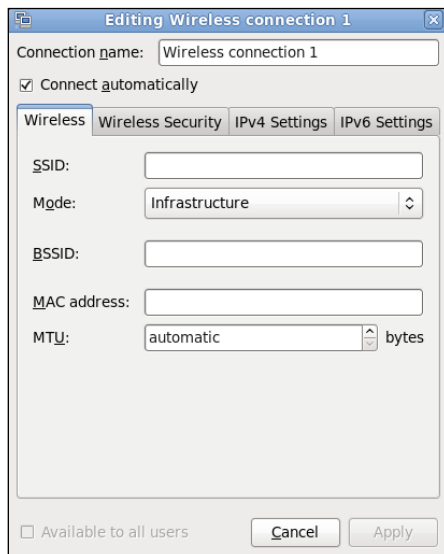 Editing Wireless connection 1
Connection name: Wireless connection 1
Connect automatically
Wireless Wireless Security IPv4 Settings IPv6 Settings
SSID:
Mode: Infrastructure
BSSID:
MAC address:
MTU: automatic bytes
Available to all users Cancel Apply